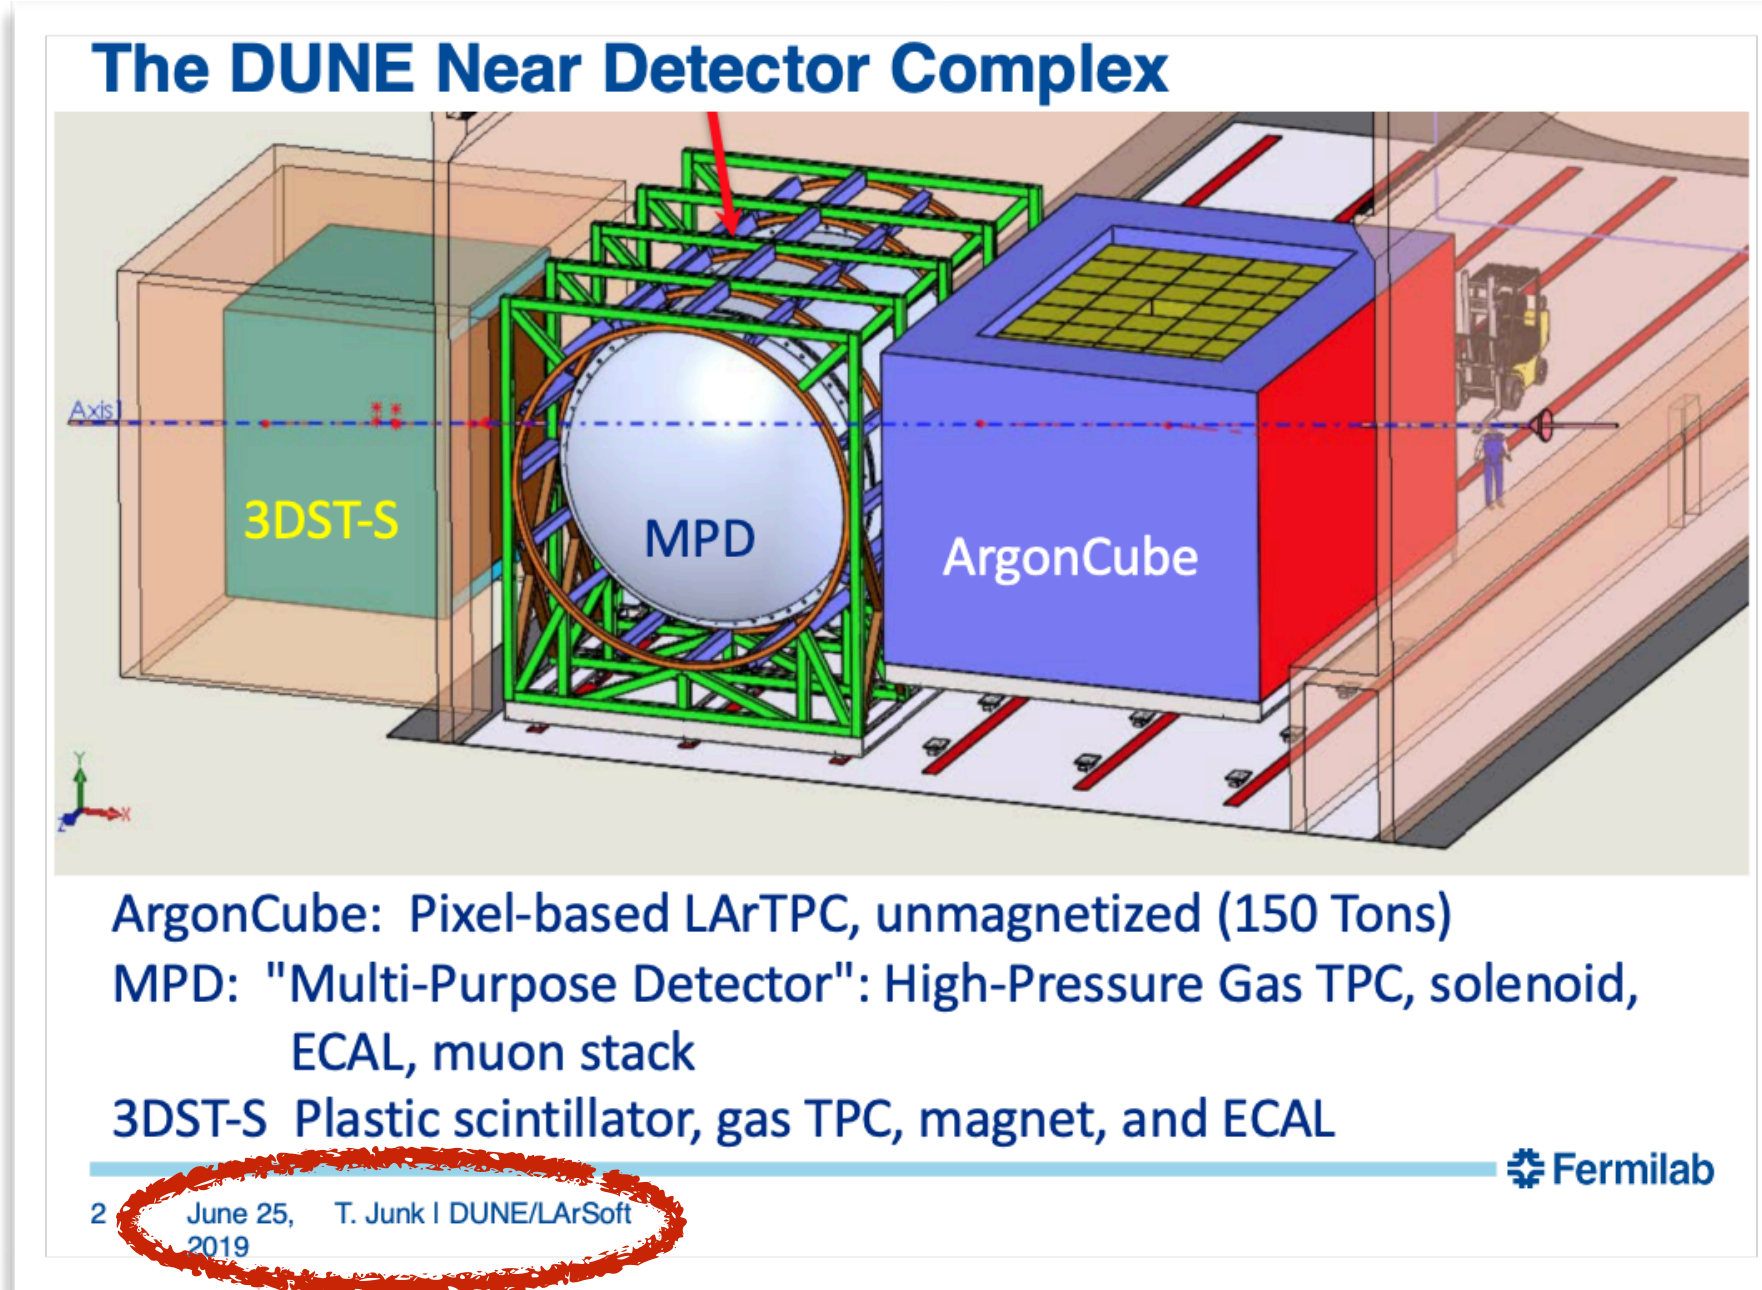 The DUNE Near Detector Complex
Axis1
3DST-S
MPD
ArgonCube
Y
Z
X
ArgonCube: Pixel-based LArTPC, unmagnetized (150 Tons)
MPD: "Multi-Purpose Detector": High-Pressure Gas TPC, solenoid,
ECAL, muon stack
3DST-S Plastic scintillator, gas TPC, magnet, and ECAL
Fermilab
2 June 25, T. Junk | DUNE/LArSoft
2019